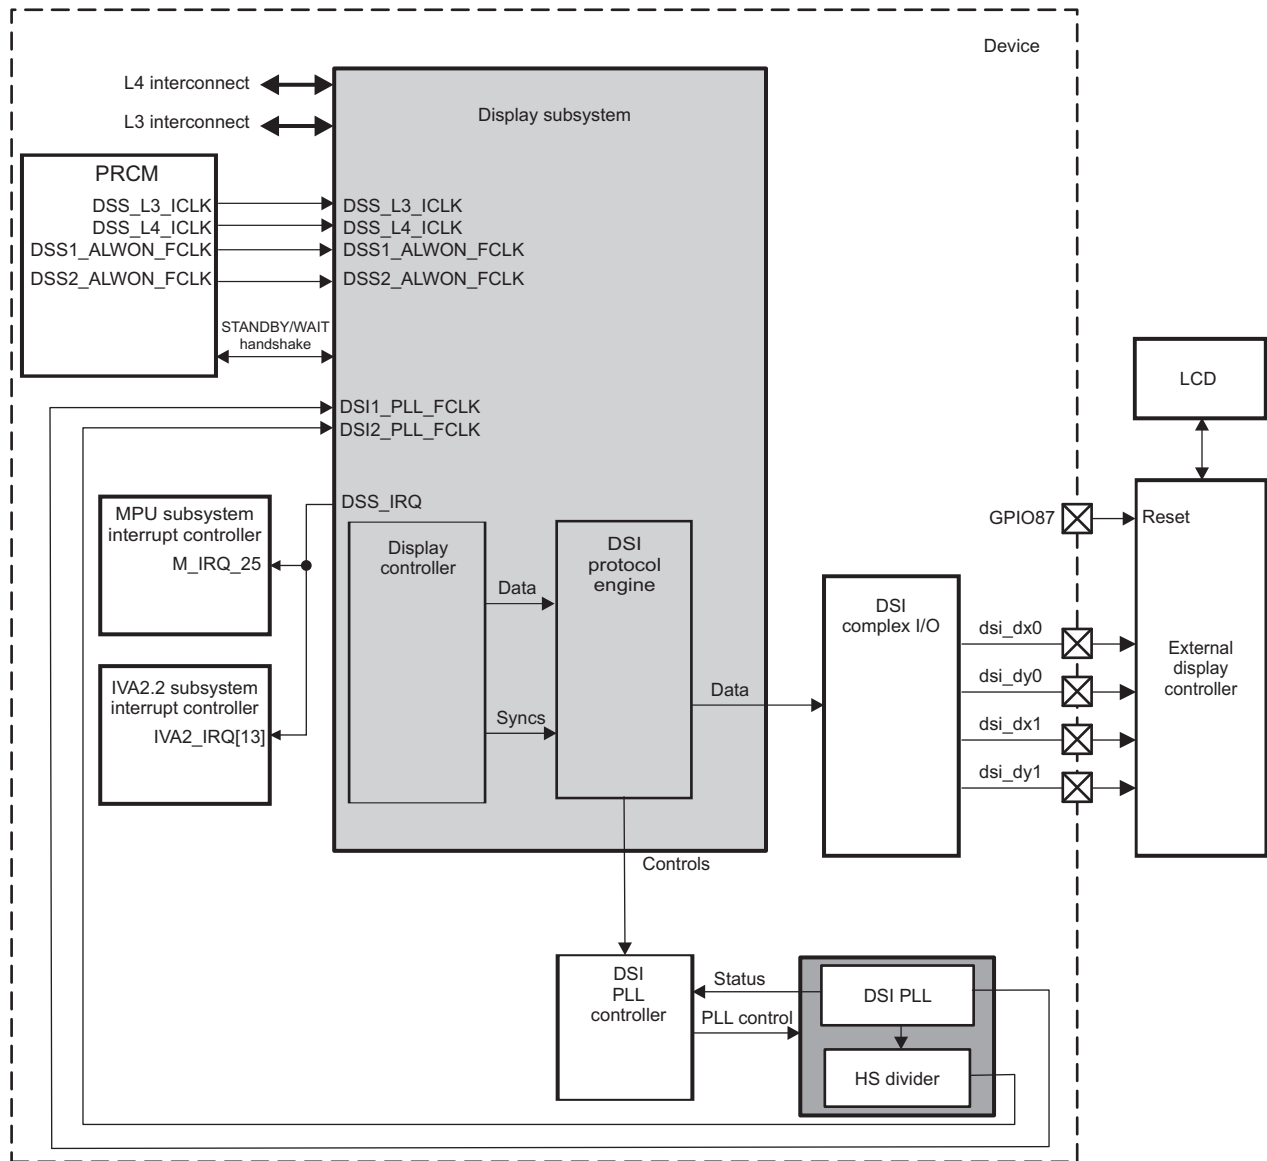 Device
L4 interconnect
L3 interconnect
Display subsystem
PRCM
DSS_L3_ICLK
DSS_L4_ICLK
DSS1_ALWON_FCLK
DSS2_ALWON_FCLK
DSS_L3_ICLK
DSS_L4_ICLK
DSS1_ALWON_FCLK
DSS2_ALWON_FCLK
STANDBY/WAIT
handshake
DSI1_PLL_FCLK
DSI2_PLL_FCLK
DSS_IRQ
MPU subsystem
interrupt controller
M_IRQ_25
IVA2.2 subsystem
interrupt controller
IVA2_IRQ[13]
Display
controller
Data
Syncs
DSI
protocol
engine
Data
DSI
complex I/O
LCD
GPIO87
Reset
dsi_dx0
dsi_dy0
dsi_dx1
dsi_dy1
External
display
controller
Controls
DSI
PLL
controller
Status
PLL control
DSI PLL
HS divider